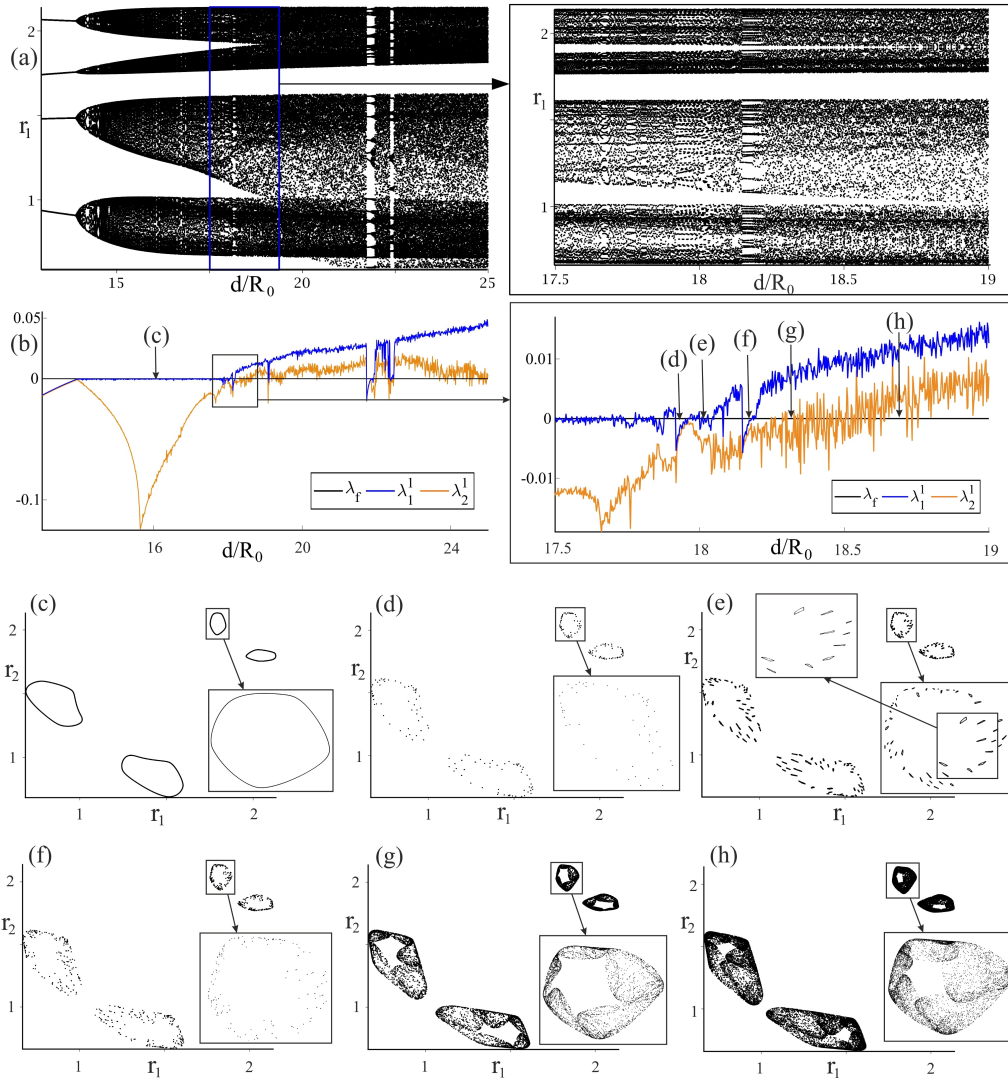 (a)
2
r₁
1
15
20
25
d/R₀
2
r₁
1
17.5
18
18.5
19
d/R₀
(b)
0.05
0
-0.1
(c)
16
20
24
d/R₀
λf λ₁¹ λ₂¹
0.01
0
-0.01
(d) (e) (f) (g) (h)
17.5
18
18.5
19
d/R₀
λf λ₁¹ λ₂¹
(c)
2
r₂
1
1
r₁
2
(d)
2
r₂
1
1
r₁
2
(e)
2
r₂
1
1
r₁
2
(f)
2
r₂
1
1
r₁
2
(g)
2
r₂
1
1
r₁
2
(h)
2
r₂
1
1
r₁
2